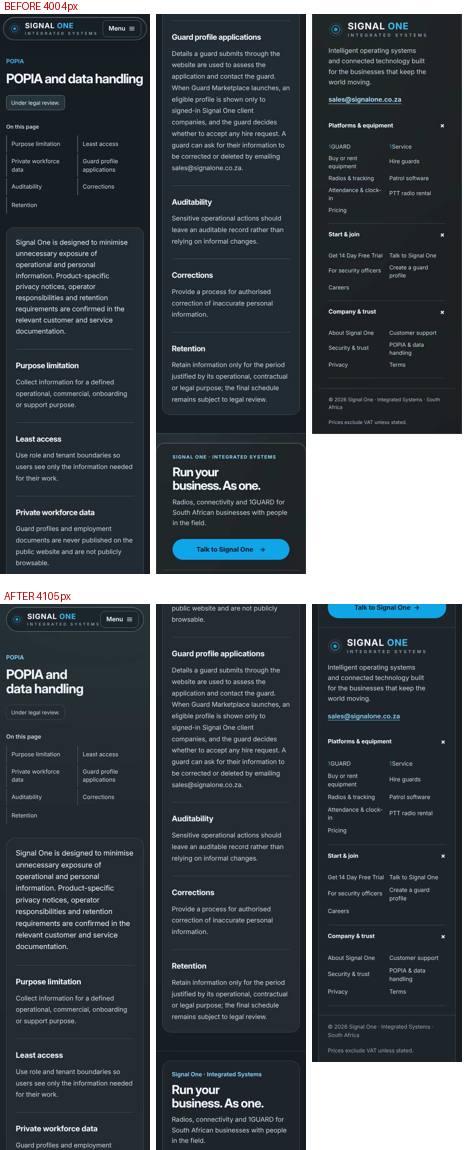 BEFORE 4004px
SIGNAL ONE
INTEGRATED SYSTEMS
Menu
POPIA
POPIA and data handling
Under legal review.
On this page
Purpose limitation
Least access
Private workforce
data
Guard profile
applications
Auditability
Corrections
Retention
Signal One is designed to minimise
unnecessary exposure of
operational and personal
information. Product-specific
privacy notices, operator
responsibilities and retention
requirements are confirmed in the
relevant customer and service
documentation.
Purpose limitation
Collect information for a defined
operational, commercial, onboarding
or support purpose.
Least access
Use role and tenant boundaries so
users see only the information needed
for their work.
Private workforce data
Guard profiles and employment
documents are never published on the
public website and are not publicly
browsable.
Guard profile applications
Details a guard submits through the
website are used to assess the
application and contact the guard.
When Guard Marketplace launches, an
eligible profile is shown only to
signed-in Signal One client
companies, and the guard decides
whether to accept any hire request. A
guard can ask for their information to
be corrected or deleted by emailing
sales@signalone.co.za.
Auditability
Sensitive operational actions should
leave an auditable record rather than
relying on informal changes.
Corrections
Provide a process for authorised
correction of inaccurate personal
information.
Retention
Retain information only for the period
justified by its operational, contractual
or legal purpose; the final schedule
remains subject to legal review.
SIGNAL ONE · INTEGRATED SYSTEMS
Run your
business. As one.
Radios, connectivity and 1GUARD for
South African businesses with people
in the field.
Talk to Signal One →
SIGNAL ONE
INTEGRATED SYSTEMS
Intelligent operating systems
and connected technology built
for the businesses that keep the
world moving.
sales@signalone.co.za
Platforms & equipment
1GUARD
1Service
Buy or rent
equipment
Hire guards
Radios & tracking
Patrol software
Attendance & clock-
in
PTT radio rental
Pricing
Start & join
Get 14 Day Free Trial
Talk to Signal One
For security officers
Create a guard
profile
Careers
Company & trust
About Signal One
Customer support
Security & trust
POPIA & data
handling
Privacy
Terms
© 2026 Signal One · Integrated Systems · South
Africa
Prices exclude VAT unless stated.
AFTER 4105px
SIGNAL ONE
INTEGRATED SYSTEMS
Menu
POPIA
POPIA and
data handling
Under legal review.
On this page
Purpose limitation
Least access
Private workforce
data
Guard profile
applications
Auditability
Corrections
Retention
Signal One is designed to minimise
unnecessary exposure of
operational and personal
information. Product-specific
privacy notices, operator
responsibilities and retention
requirements are confirmed in the
relevant customer and service
documentation.
Purpose limitation
Collect information for a defined
operational, commercial, onboarding
or support purpose.
Least access
Use role and tenant boundaries so
users see only the information needed
for their work.
Private workforce data
Guard profiles and employment
public website and are not publicly
browsable.
Guard profile applications
Details a guard submits through the
website are used to assess the
application and contact the guard.
When Guard Marketplace launches, an
eligible profile is shown only to
signed-in Signal One client
companies, and the guard decides
whether to accept any hire request. A
guard can ask for their information to
be corrected or deleted by emailing
sales@signalone.co.za.
Auditability
Sensitive operational actions should
leave an auditable record rather than
relying on informal changes.
Corrections
Provide a process for authorised
correction of inaccurate personal
information.
Retention
Retain information only for the period
justified by its operational, contractual
or legal purpose; the final schedule
remains subject to legal review.
Signal One · Integrated Systems
Run your
business. As one.
Radios, connectivity and 1GUARD for
South African businesses with people
in the field.
Talk to Signal One →
SIGNAL ONE
INTEGRATED SYSTEMS
Intelligent operating systems
and connected technology built
for the businesses that keep the
world moving.
sales@signalone.co.za
Platforms & equipment
1GUARD
1Service
Buy or rent
equipment
Hire guards
Radios & tracking
Patrol software
Attendance & clock-
in
PTT radio rental
Pricing
Start & join
Get 14 Day Free Trial
Talk to Signal One
For security officers
Create a guard
profile
Careers
Company & trust
About Signal One
Customer support
Security & trust
POPIA & data
handling
Privacy
Terms
© 2026 Signal One · Integrated Systems ·
South Africa
Prices exclude VAT unless stated.